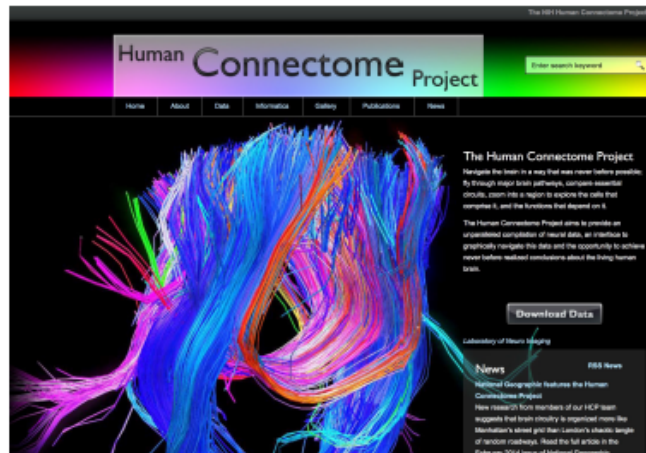 The NIH Human Connectome Project
Human Connectome Project
Enter search keyword
Home About Data Informatics Gallery Publications News
The Human Connectome Project
Navigate the brain in a way that was never before possible;
fly through major brain pathways, compare essential
circuits, zoom into a region to explore the cells that
comprise it, and the functions that depend on it.
The Human Connectome Project aims to provide an
unparalleled compilation of neural data, an interface to
graphically navigate this data and the opportunity to achieve
never before realized conclusions about the living human
brain.
Download Data
Laboratory of Neuro Imaging
News RSS News
National Geographic features the Human
Connectome Project
New research from members of our HCP team
suggests that brain circuitry is organized more like
Manhattan's street grid than London's chaotic tangle
of random roadways. Read the full article in the
February 2014 issue of National Geographic